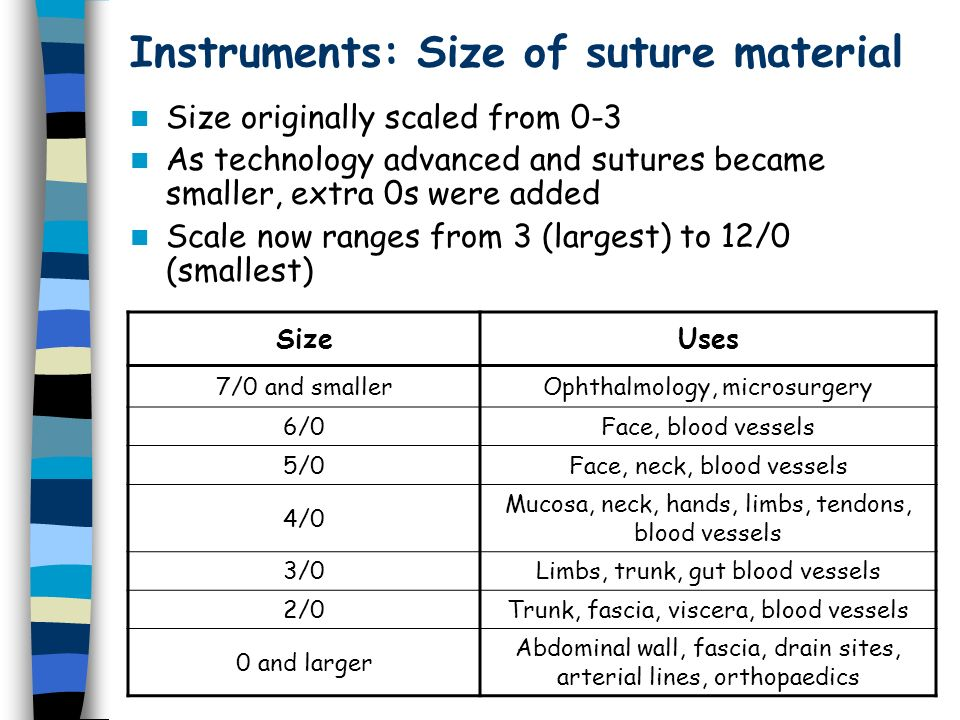 Instruments: Size of suture material
Size originally scaled from 0-3
As technology advanced and sutures became
smaller, extra 0s were added
Scale now ranges from 3 (largest) to 12/0
(smallest)
Size Uses
7/0 and smaller Ophthalmology, microsurgery
6/0 Face, blood vessels
5/0 Face, neck, blood vessels
4/0 Mucosa, neck, hands, limbs, tendons,
blood vessels
3/0 Limbs, trunk, gut blood vessels
2/0 Trunk, fascia, viscera, blood vessels
0 and larger Abdominal wall, fascia, drain sites,
arterial lines, orthopaedics